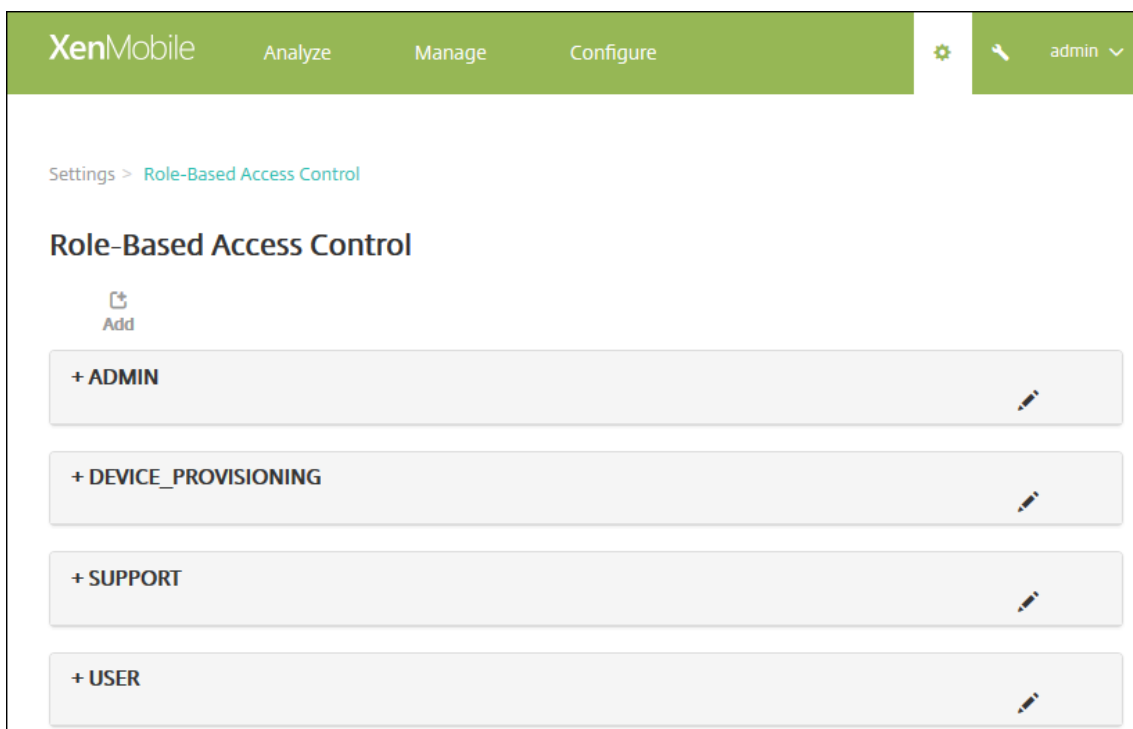 XenMobile Analyze Manage Configure admin
Settings > Role-Based Access Control
Role-Based Access Control
Add
+ ADMIN
+ DEVICE_PROVISIONING
+ SUPPORT
+ USER